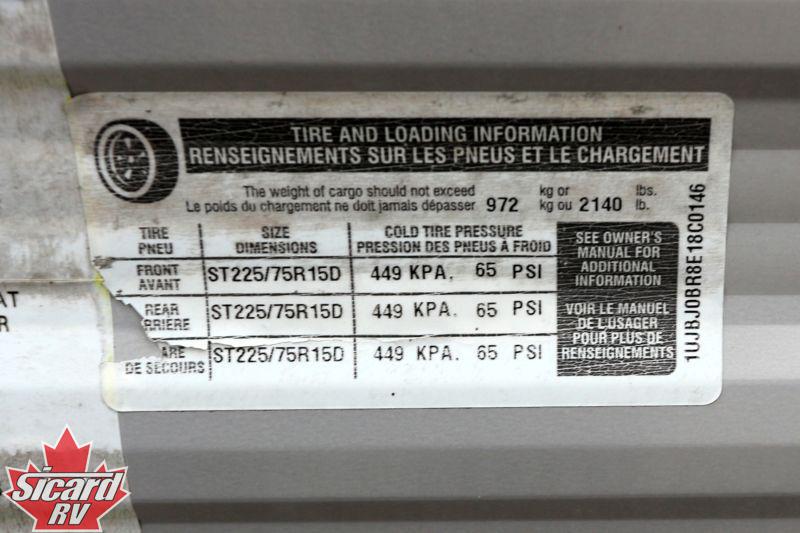 TIRE AND LOADING INFORMATION
RENSEIGNEMENTS SUR LES PNEUS ET LE CHARGEMENT
The weight of cargo should not exceed kg or lbs.
Le poids du chargement ne doit jamais dépasser 972 kg ou 2140 lb.
TIRE SIZE COLD TIRE PRESSURE
PNEU DIMENSIONS PRESSION DES PNEUS À FROID
FRONT
AVANT
ST225/75R15D 449 KPA. 65 PSI
REAR
RRIERE
ST225/75R15D 449 KPA. 65 PSI
ARE
DE SECOURS
ST225/75R15D 449 KPA. 65 PSI
SEE OWNER'S
MANUAL FOR
ADDITIONAL
INFORMATION
VOIR LE MANUEL
DE L'USAGER
POUR PLUS DE
RENSEIGNEMENTS
1UJBJ0BR8E18C0146
AT
R
Sicard
RV